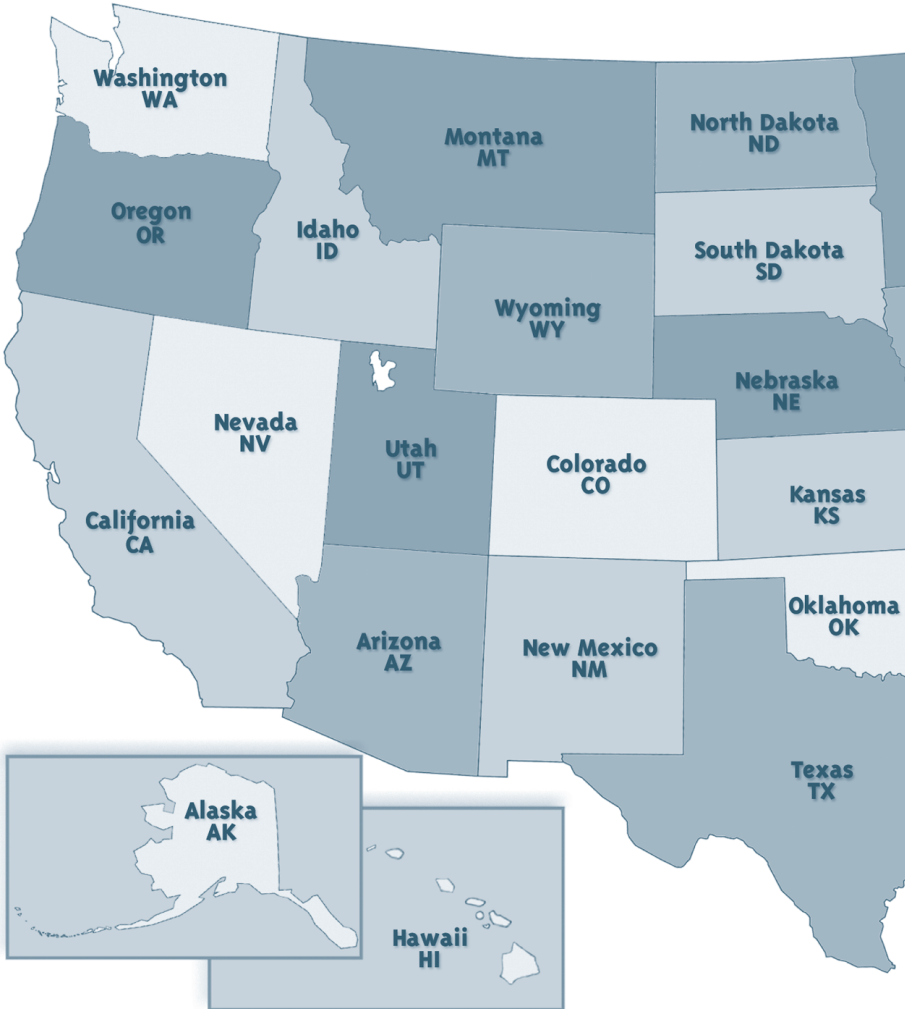 Washington
WA
Montana
MT
North Dakota
ND
Oregon
OR
Idaho
ID
South Dakota
SD
Wyoming
WY
Nebraska
NE
Nevada
NV
Utah
UT
Colorado
CO
Kansas
KS
California
CA
Oklahoma
OK
Arizona
AZ
New Mexico
NM
Texas
TX
Alaska
AK
Hawaii
HI